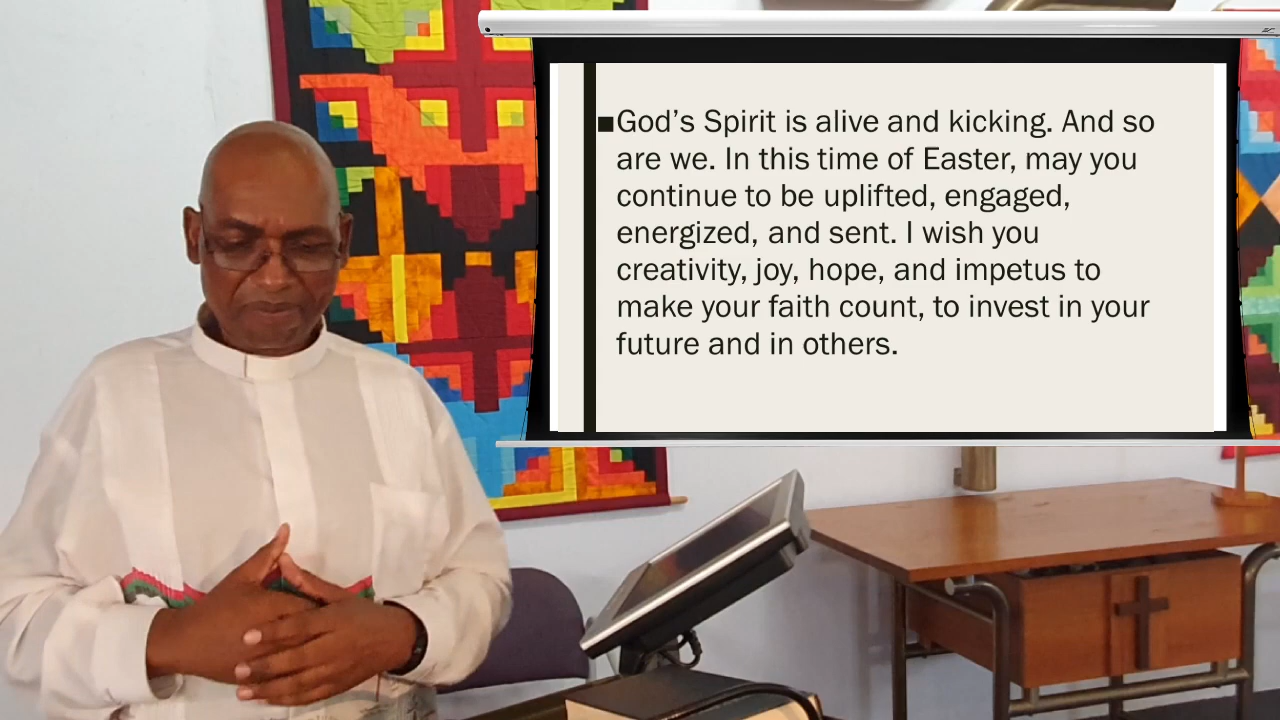 ■God’s Spirit is alive and kicking. And so
are we. In this time of Easter, may you
continue to be uplifted, engaged,
energized, and sent. I wish you
creativity, joy, hope, and impetus to
make your faith count, to invest in your
future and in others.